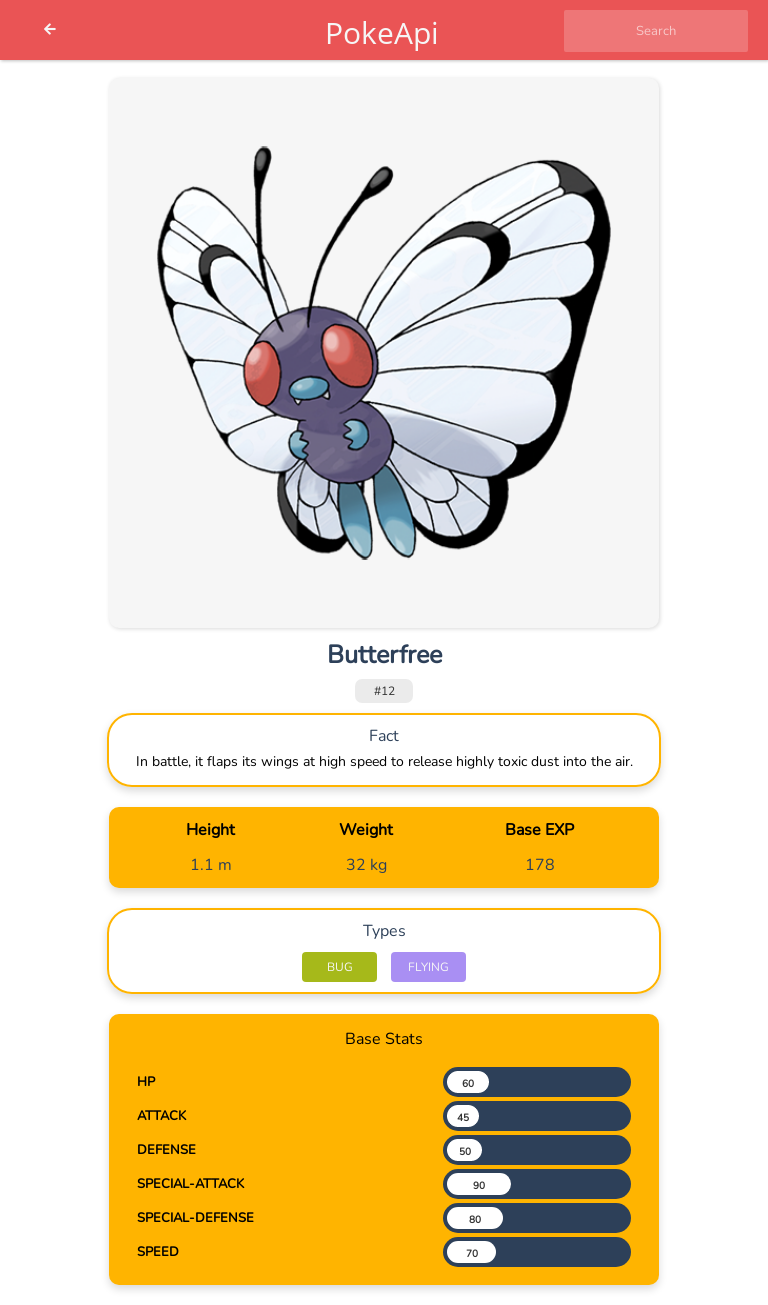 PokeApi
Search
Butterfree
#12
Fact
In battle, it flaps its wings at high speed to release highly toxic dust into the air.
Height Weight Base EXP
1.1 m 32 kg 178
Types
BUG FLYING
Base Stats
HP 60
ATTACK 45
DEFENSE 50
SPECIAL-ATTACK 90
SPECIAL-DEFENSE 80
SPEED 70